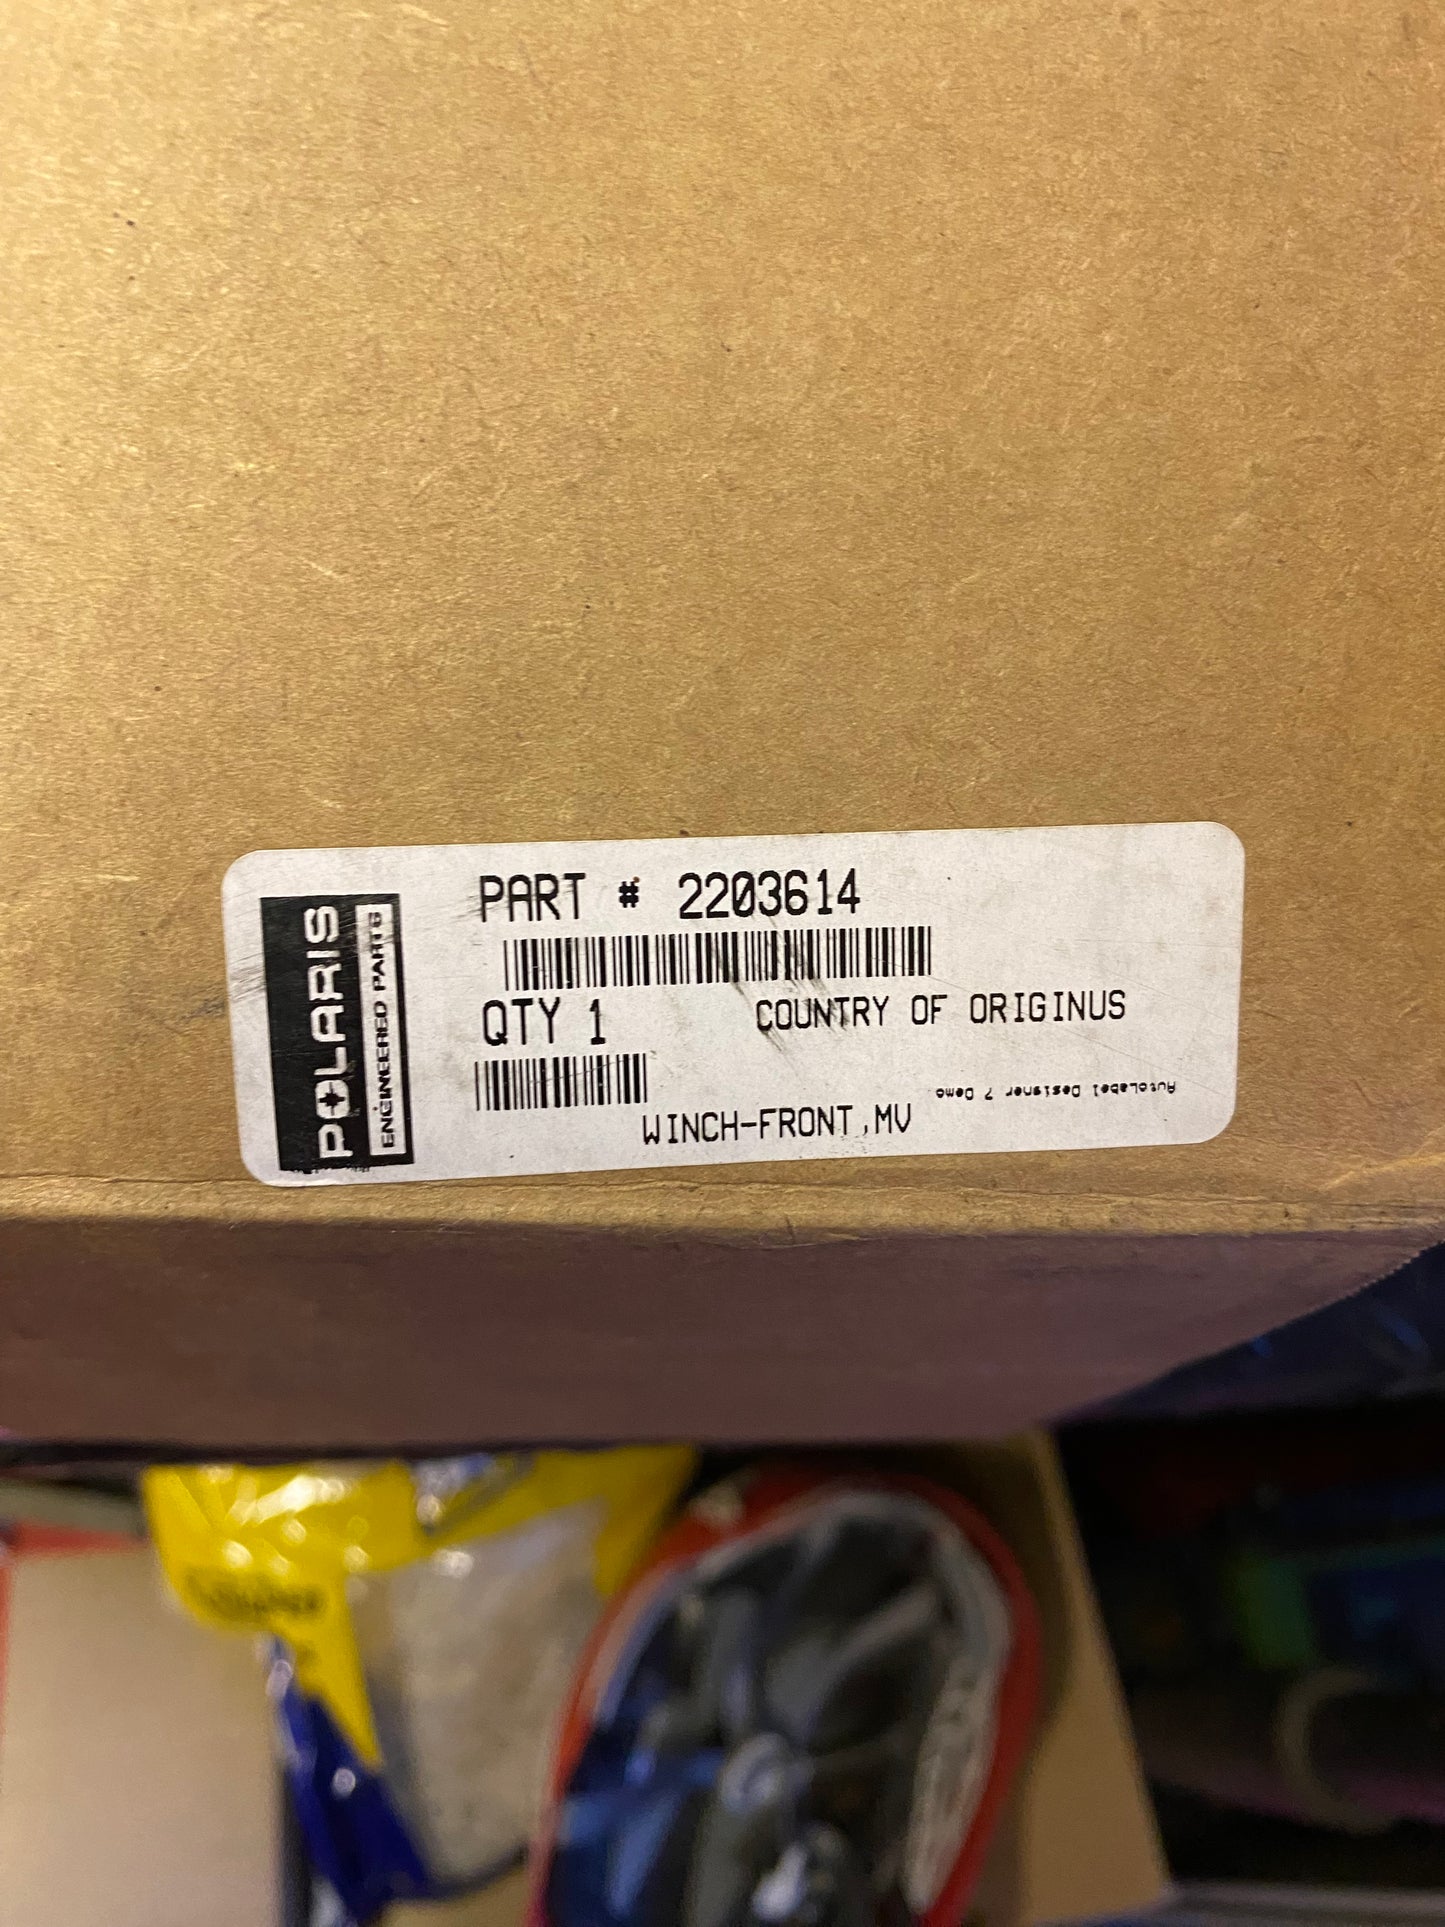 POLARIS
ENGINEERED PARTS
PART # 2203614
QTY 1
COUNTRY OF ORIGINUS
AutoLabel Designer 7 Demo
WINCH-FRONT,MV